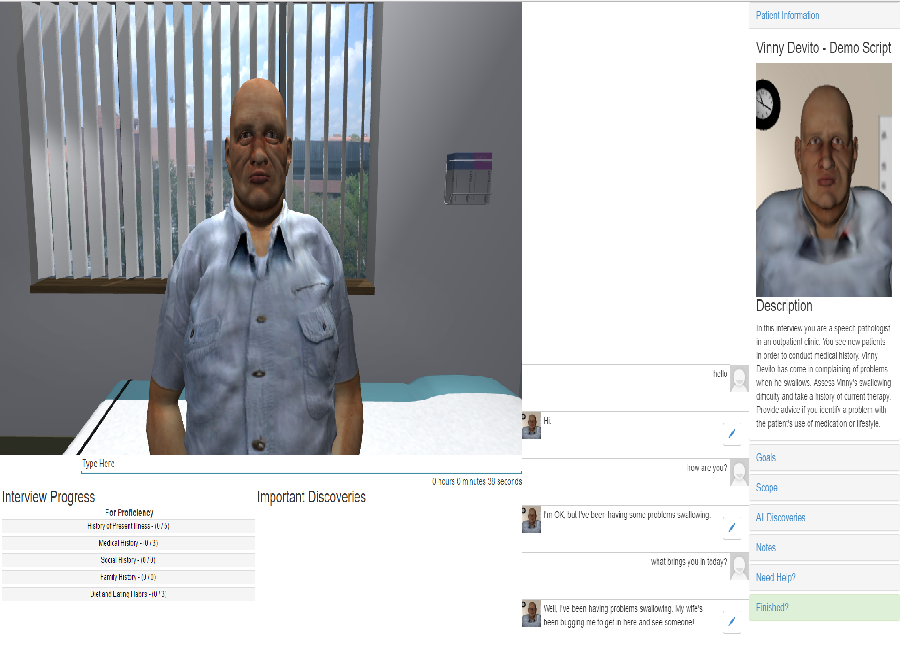 Patient Information
Vinny Devito - Demo Script
Description
In this interview you are a speech pathologist
in an outpatient clinic. You see new patients
in order to conduct medical history. Vinny
Devito has come in complaining of problems
when he swallows. Assess Vinny's swallowing
difficulty and take a history of current therapy.
Provide advice if you identify a problem with
the patient's use of medication or lifestyle.
Goals
Scope
All Discoveries
Notes
Need Help?
Finished?
hello
Hi.
how are you?
I'm OK, but I've been having some problems swallowing.
what brings you in today?
Well, I've been having problems swallowing. My wife's
been bugging me to get in here and see someone!
Type Here
0 hours 0 minutes 38 seconds
Interview Progress
Important Discoveries
For Proficiency
History of Present Illness - (0 / 5)
Medical History - (0 / 3)
Social History - (0 / 0)
Family History - (0 / 0)
Diet and Eating Habits - (0 / 3)